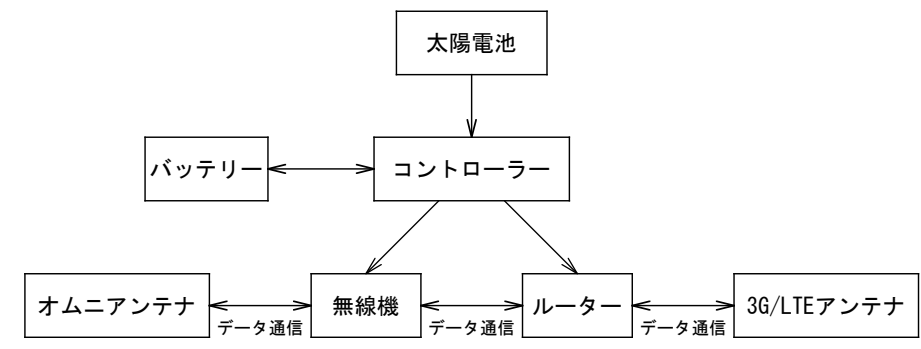 太陽電池
バッテリー
コントローラー
オムニアンテナ
データ通信
無線機
データ通信
ルーター
データ通信
3G/LTEアンテナ